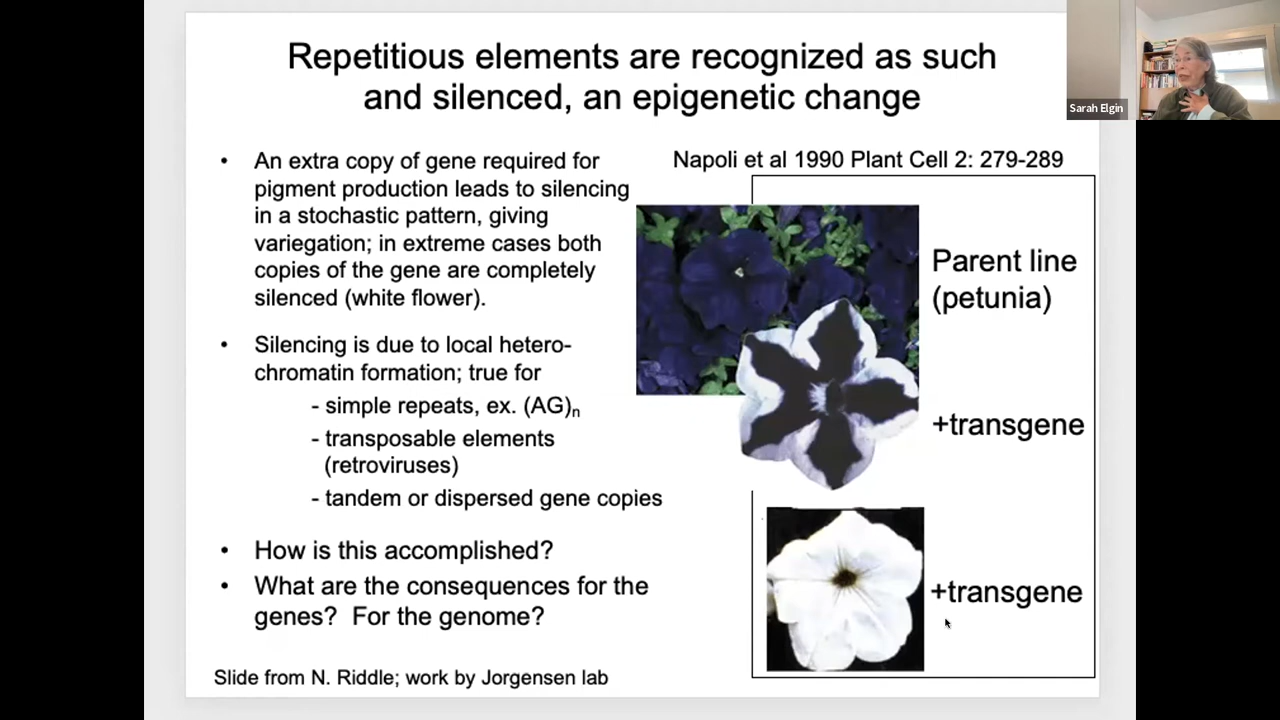 Repetitious elements are recognized as such
and silenced, an epigenetic change
Sarah Elgin
• An extra copy of gene required for
pigment production leads to silencing
in a stochastic pattern, giving
variegation; in extreme cases both
copies of the gene are completely
silenced (white flower).
• Silencing is due to local hetero-
chromatin formation; true for
- simple repeats, ex. (AG)n
- transposable elements
(retroviruses)
- tandem or dispersed gene copies
• How is this accomplished?
• What are the consequences for the
genes? For the genome?
Slide from N. Riddle; work by Jorgensen lab
Napoli et al 1990 Plant Cell 2: 279-289
Parent line
(petunia)
+transgene
+transgene